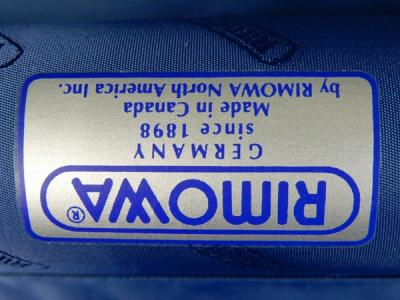 RIMOWA®
GERMANY
since 1898
Made in Canada
by RIMOWA North America Inc.